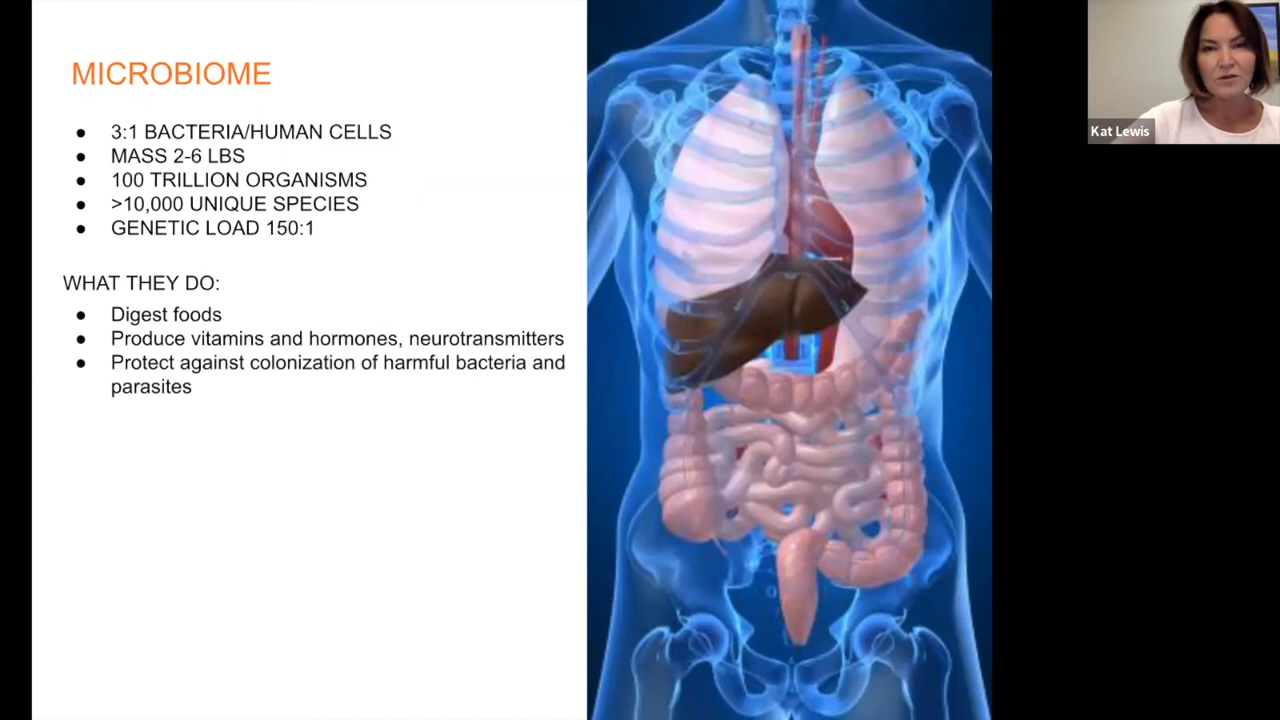 MICROBIOME
● 3:1 BACTERIA/HUMAN CELLS
● MASS 2-6 LBS
● 100 TRILLION ORGANISMS
● >10,000 UNIQUE SPECIES
● GENETIC LOAD 150:1
WHAT THEY DO:
● Digest foods
● Produce vitamins and hormones, neurotransmitters
● Protect against colonization of harmful bacteria and
parasites
Kat Lewis